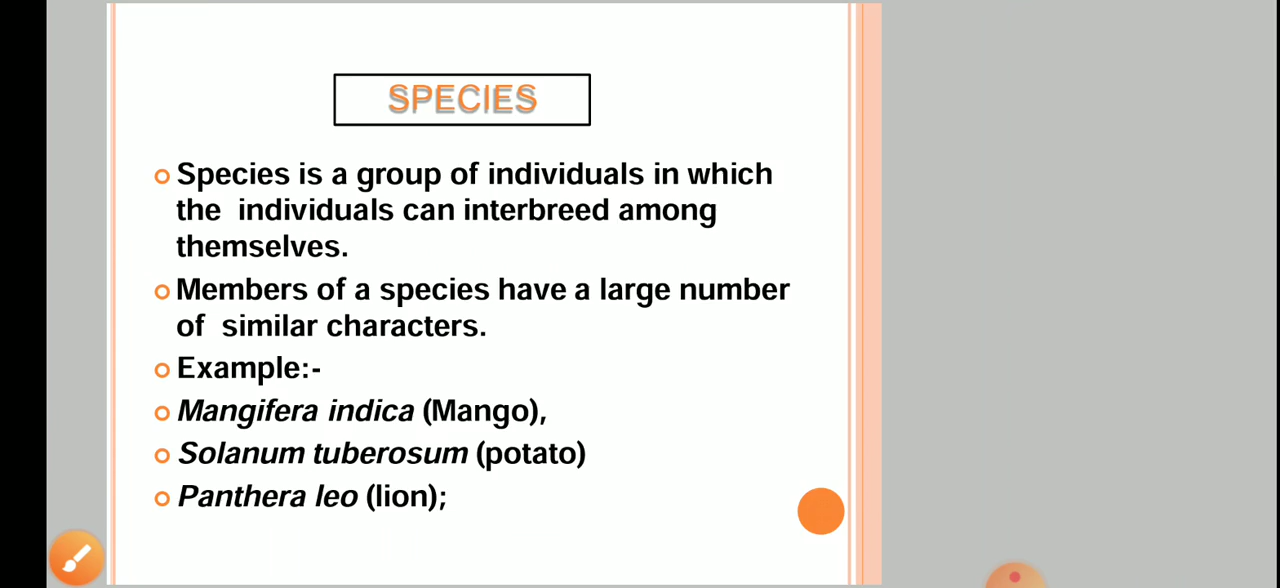 SPECIES
Species is a group of individuals in which
the individuals can interbreed among
themselves.
Members of a species have a large number
of similar characters.
Example:-
Mangifera indica (Mango),
Solanum tuberosum (potato)
Panthera leo (lion);